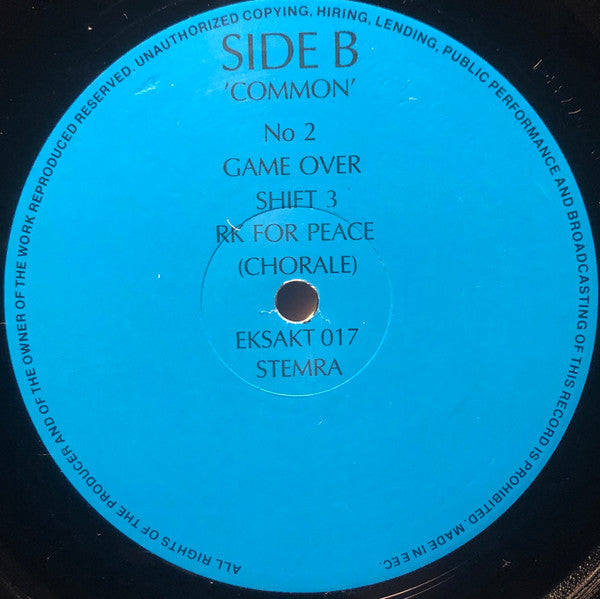 SIDE B
'COMMON'
No 2
GAME OVER
SHIFT 3
RK FOR PEACE
(CHORALE)
EKSAKT 017
STEMRA
ALL RIGHTS OF THE PRODUCER AND OF THE OWNER OF THE WORK REPRODUCED RESERVED. UNAUTHORIZED COPYING, HIRING, LENDING, PUBLIC PERFORMANCE AND BROADCASTING OF THIS RECORD IS PROHIBITED. MADE IN EEC.